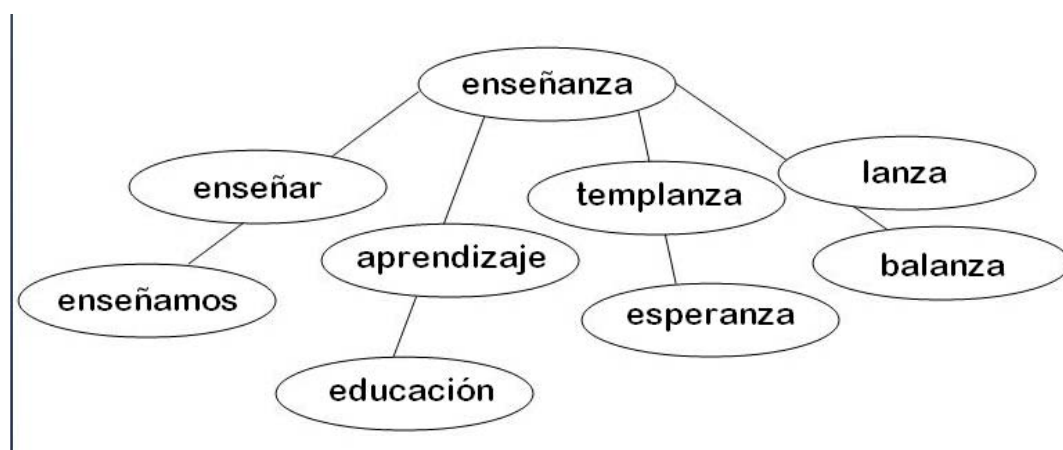 enseñanza
enseñar
templanza
lanza
aprendizaje
balanza
enseñamos
esperanza
educación